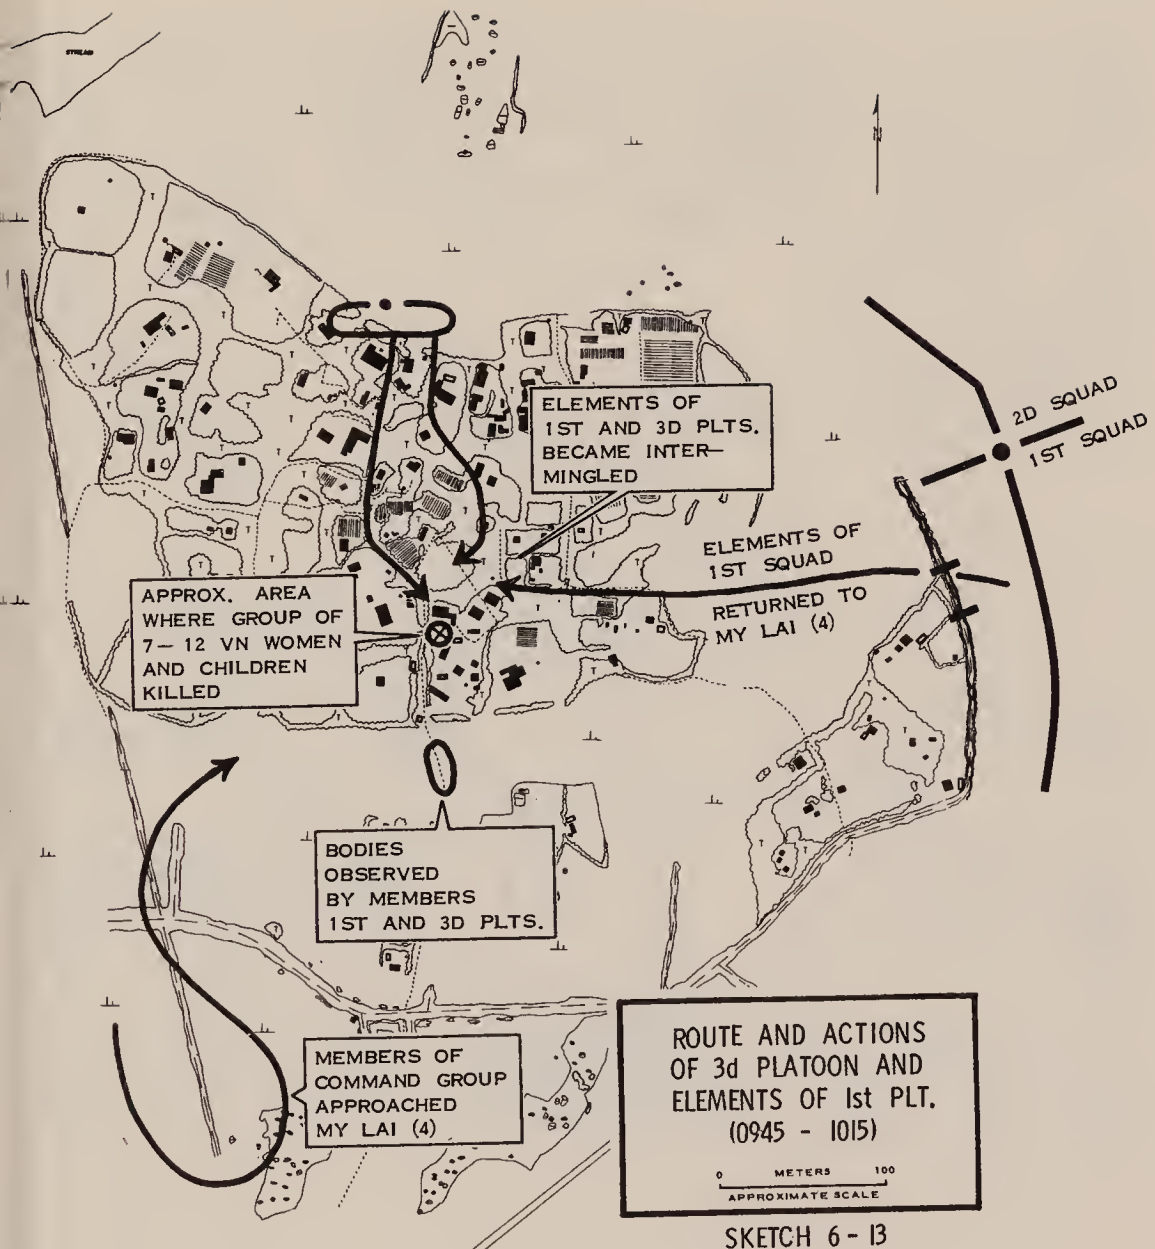 STREAM
N
2D SQUAD
1ST SQUAD
ELEMENTS OF
1ST AND 3D PLTS.
BECAME INTER—
MINGLED
ELEMENTS OF
1ST SQUAD
RETURNED TO
MY LAI (4)
APPROX. AREA
WHERE GROUP OF
7—12 VN WOMEN
AND CHILDREN
KILLED
BODIES
OBSERVED
BY MEMBERS
1ST AND 3D PLTS.
MEMBERS OF
COMMAND GROUP
APPROACHED
MY LAI (4)
ROUTE AND ACTIONS
OF 3d PLATOON AND
ELEMENTS OF 1st PLT.
(0945 - 1015)
0 METERS 100
APPROXIMATE SCALE
SKETCH 6 - 13